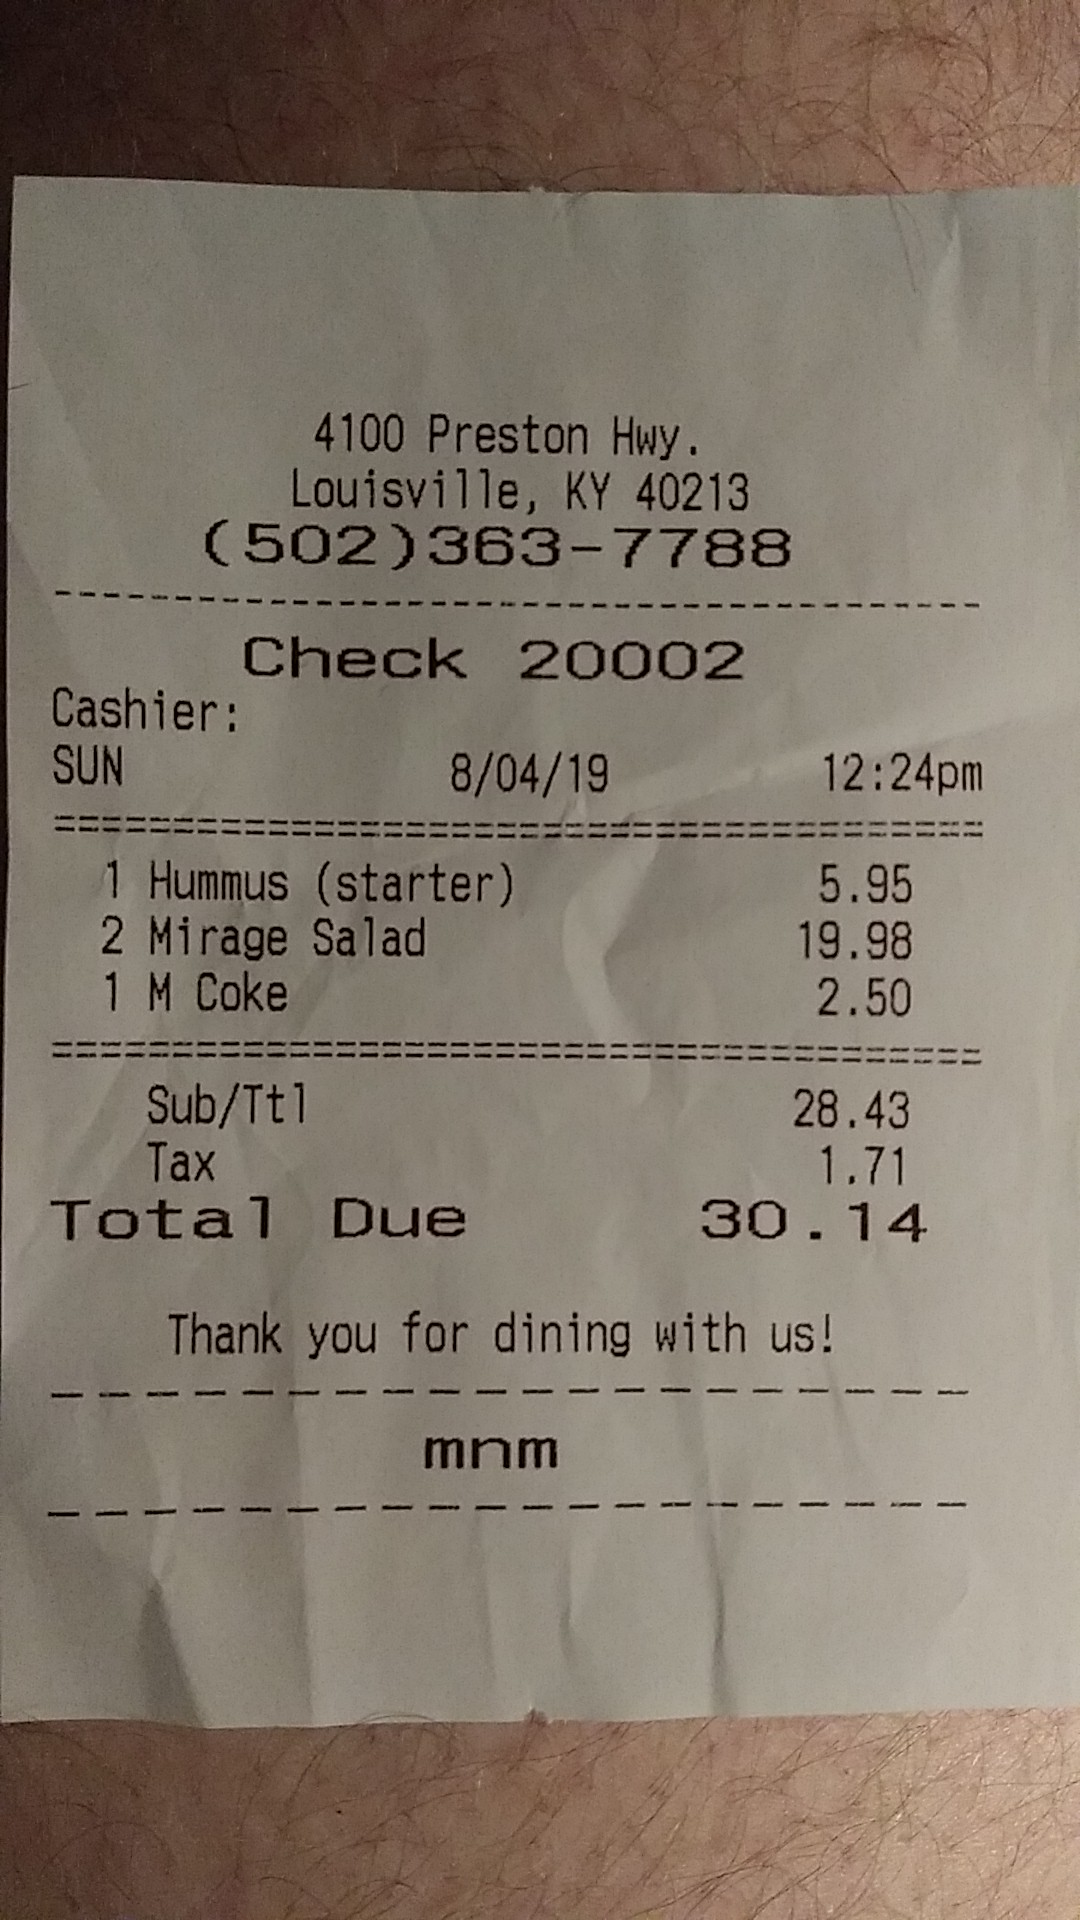 4100 Preston Hwy.
Louisville, KY 40213
(502)363-7788
----------------------------------------
Check 20002
Cashier:
SUN 8/04/19 12:24pm
========================================
1 Hummus (starter) 5.95
2 Mirage Salad 19.98
1 M Coke 2.50
========================================
Sub/Ttl 28.43
Tax 1.71
Total Due 30.14
Thank you for dining with us!
--------------------
mnm
--------------------